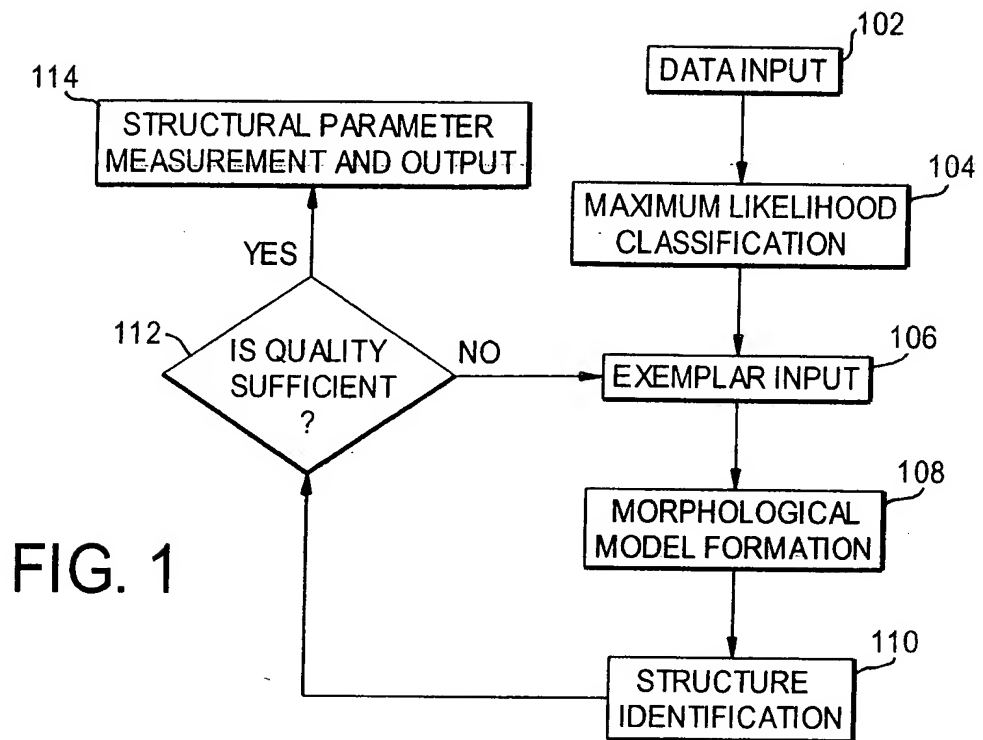 102
DATA INPUT
114
STRUCTURAL PARAMETER
MEASUREMENT AND OUTPUT
104
MAXIMUM LIKELIHOOD
CLASSIFICATION
YES
112
IS QUALITY
SUFFICIENT
?
NO
106
EXEMPLAR INPUT
108
MORPHOLOGICAL
MODEL FORMATION
FIG. 1
110
STRUCTURE
IDENTIFICATION